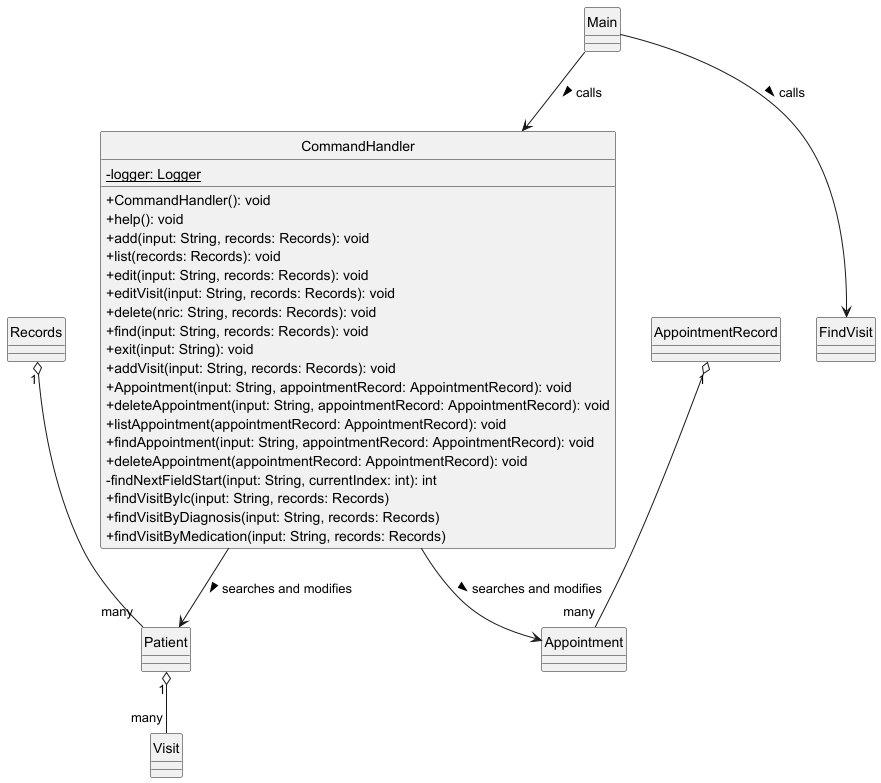 Main
calls
calls
CommandHandler
-logger: Logger
+CommandHandler(): void
+help(): void
+add(input: String, records: Records): void
+list(records: Records): void
+edit(input: String, records: Records): void
+editVisit(input: String, records: Records): void
+delete(nric: String, records: Records): void
+find(input: String, records: Records): void
+exit(input: String): void
+addVisit(input: String, records: Records): void
+Appointment(input: String, appointmentRecord: AppointmentRecord): void
+deleteAppointment(input: String, appointmentRecord: AppointmentRecord): void
+listAppointment(appointmentRecord: AppointmentRecord): void
+findAppointment(input: String, appointmentRecord: AppointmentRecord): void
+deleteAppointment(appointmentRecord: AppointmentRecord): void
-findNextFieldStart(input: String, currentIndex: int): int
+findVisitByIc(input: String, records: Records)
+findVisitByDiagnosis(input: String, records: Records)
+findVisitByMedication(input: String, records: Records)
Records
1
AppointmentRecord
1
FindVisit
searches and modifies
searches and modifies
many
many
Patient
Appointment
1
many
Visit